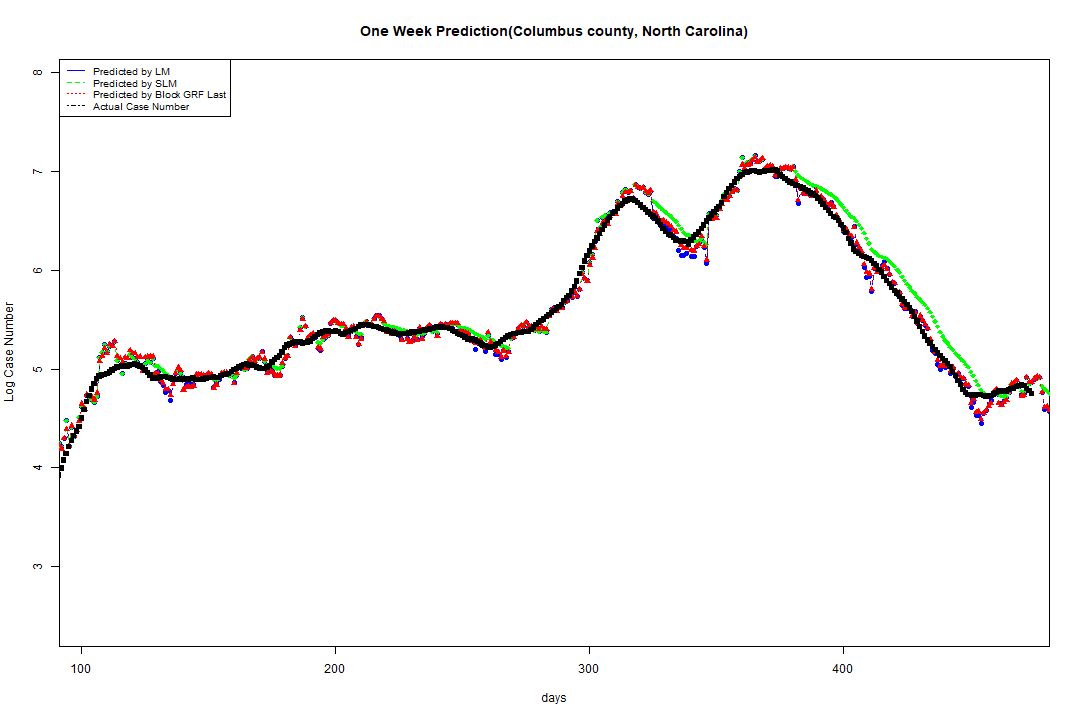 One Week Prediction(Columbus county, North Carolina)
Predicted by LM
Predicted by SLM
Predicted by Block GRF Last
Actual Case Number
8
7
6
5
4
3
Log Case Number
100 200 300 400
days